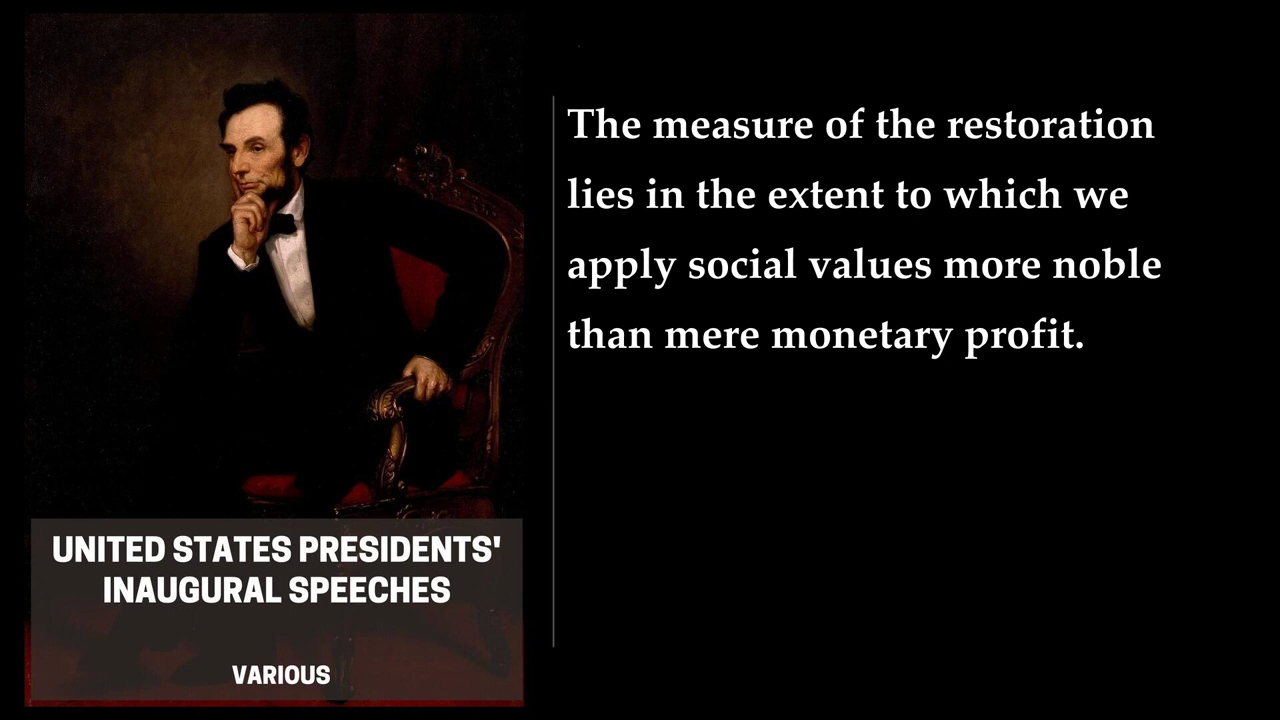 The measure of the restoration
lies in the extent to which we
apply social values more noble
than mere monetary profit.
UNITED STATES PRESIDENTS'
INAUGURAL SPEECHES
VARIOUS